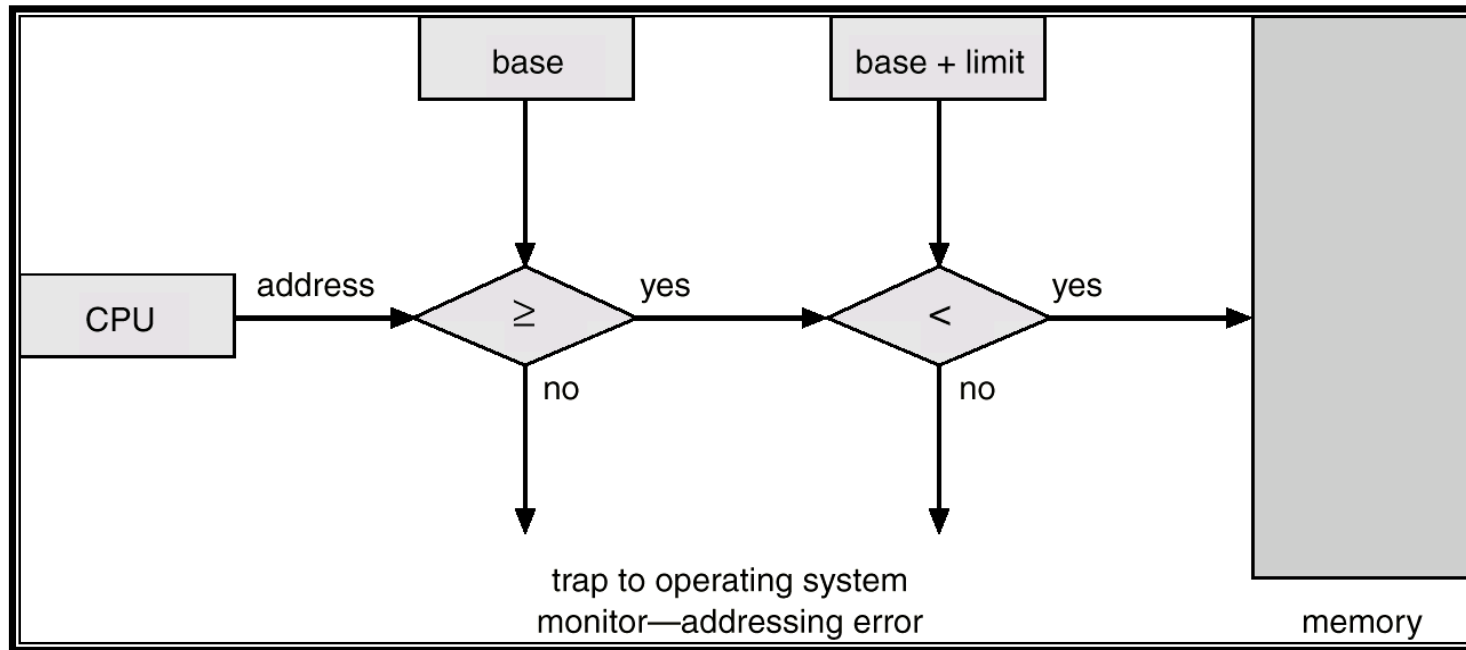 base
base + limit
address
yes
yes
CPU
≥
<
no
no
trap to operating system
monitor—addressing error
memory